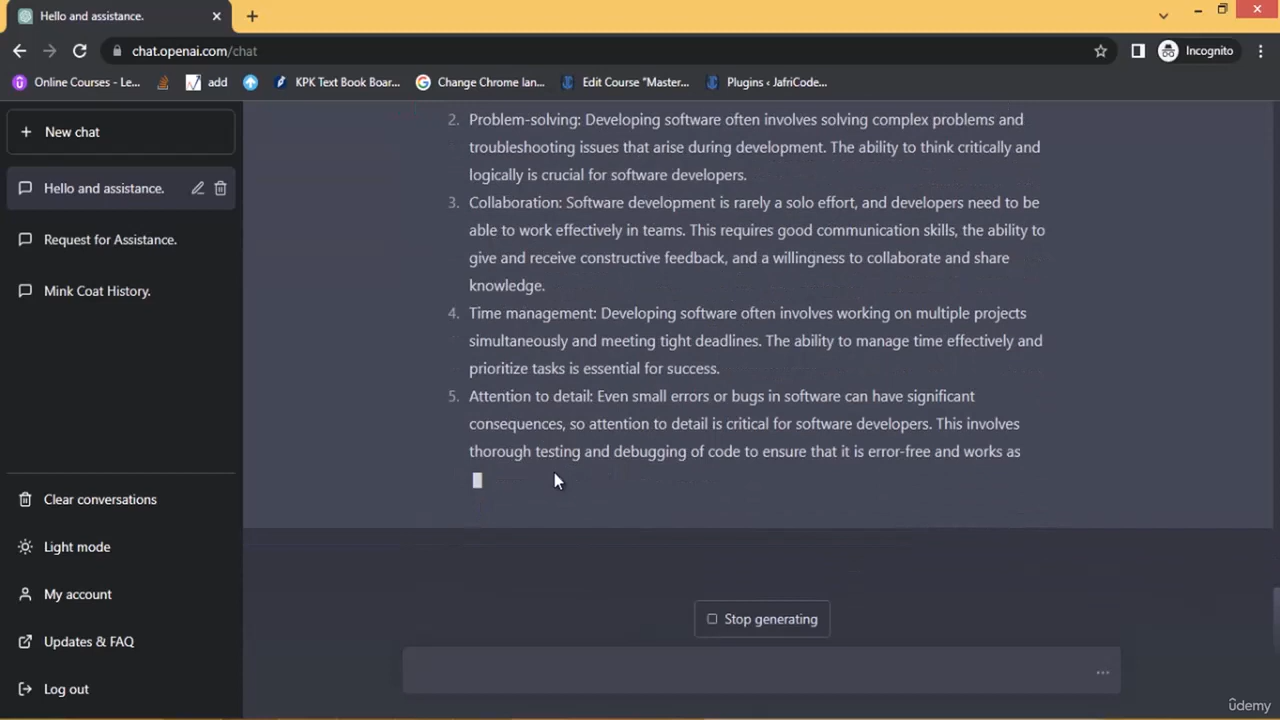 Hello and assistance.
chat.openai.com/chat
Incognito
Online Courses - Le...
add
KPK Text Book Boar...
Change Chrome lan...
Edit Course "Master...
Plugins ‹ JafriCode...
New chat
Hello and assistance.
Request for Assistance.
Mink Coat History.
Clear conversations
Light mode
My account
Updates & FAQ
Log out
2. Problem-solving: Developing software often involves solving complex problems and
troubleshooting issues that arise during development. The ability to think critically and
logically is crucial for software developers.
3. Collaboration: Software development is rarely a solo effort, and developers need to be
able to work effectively in teams. This requires good communication skills, the ability to
give and receive constructive feedback, and a willingness to collaborate and share
knowledge.
4. Time management: Developing software often involves working on multiple projects
simultaneously and meeting tight deadlines. The ability to manage time effectively and
prioritize tasks is essential for success.
5. Attention to detail: Even small errors or bugs in software can have significant
consequences, so attention to detail is critical for software developers. This involves
thorough testing and debugging of code to ensure that it is error-free and works as
Stop generating
ûdemy